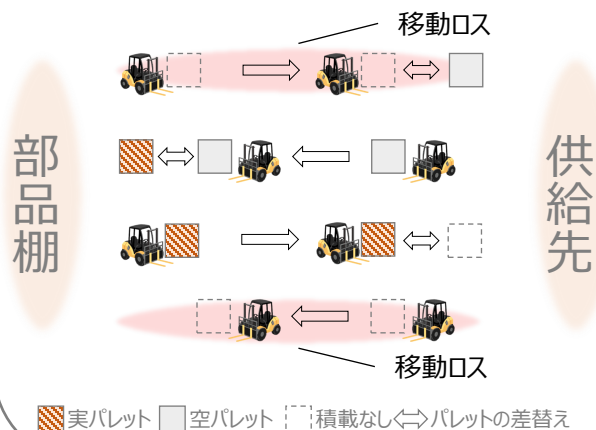 移動ロス
部品棚
供給先
移動ロス
実パレット 空パレット 積載なし パレットの差替え